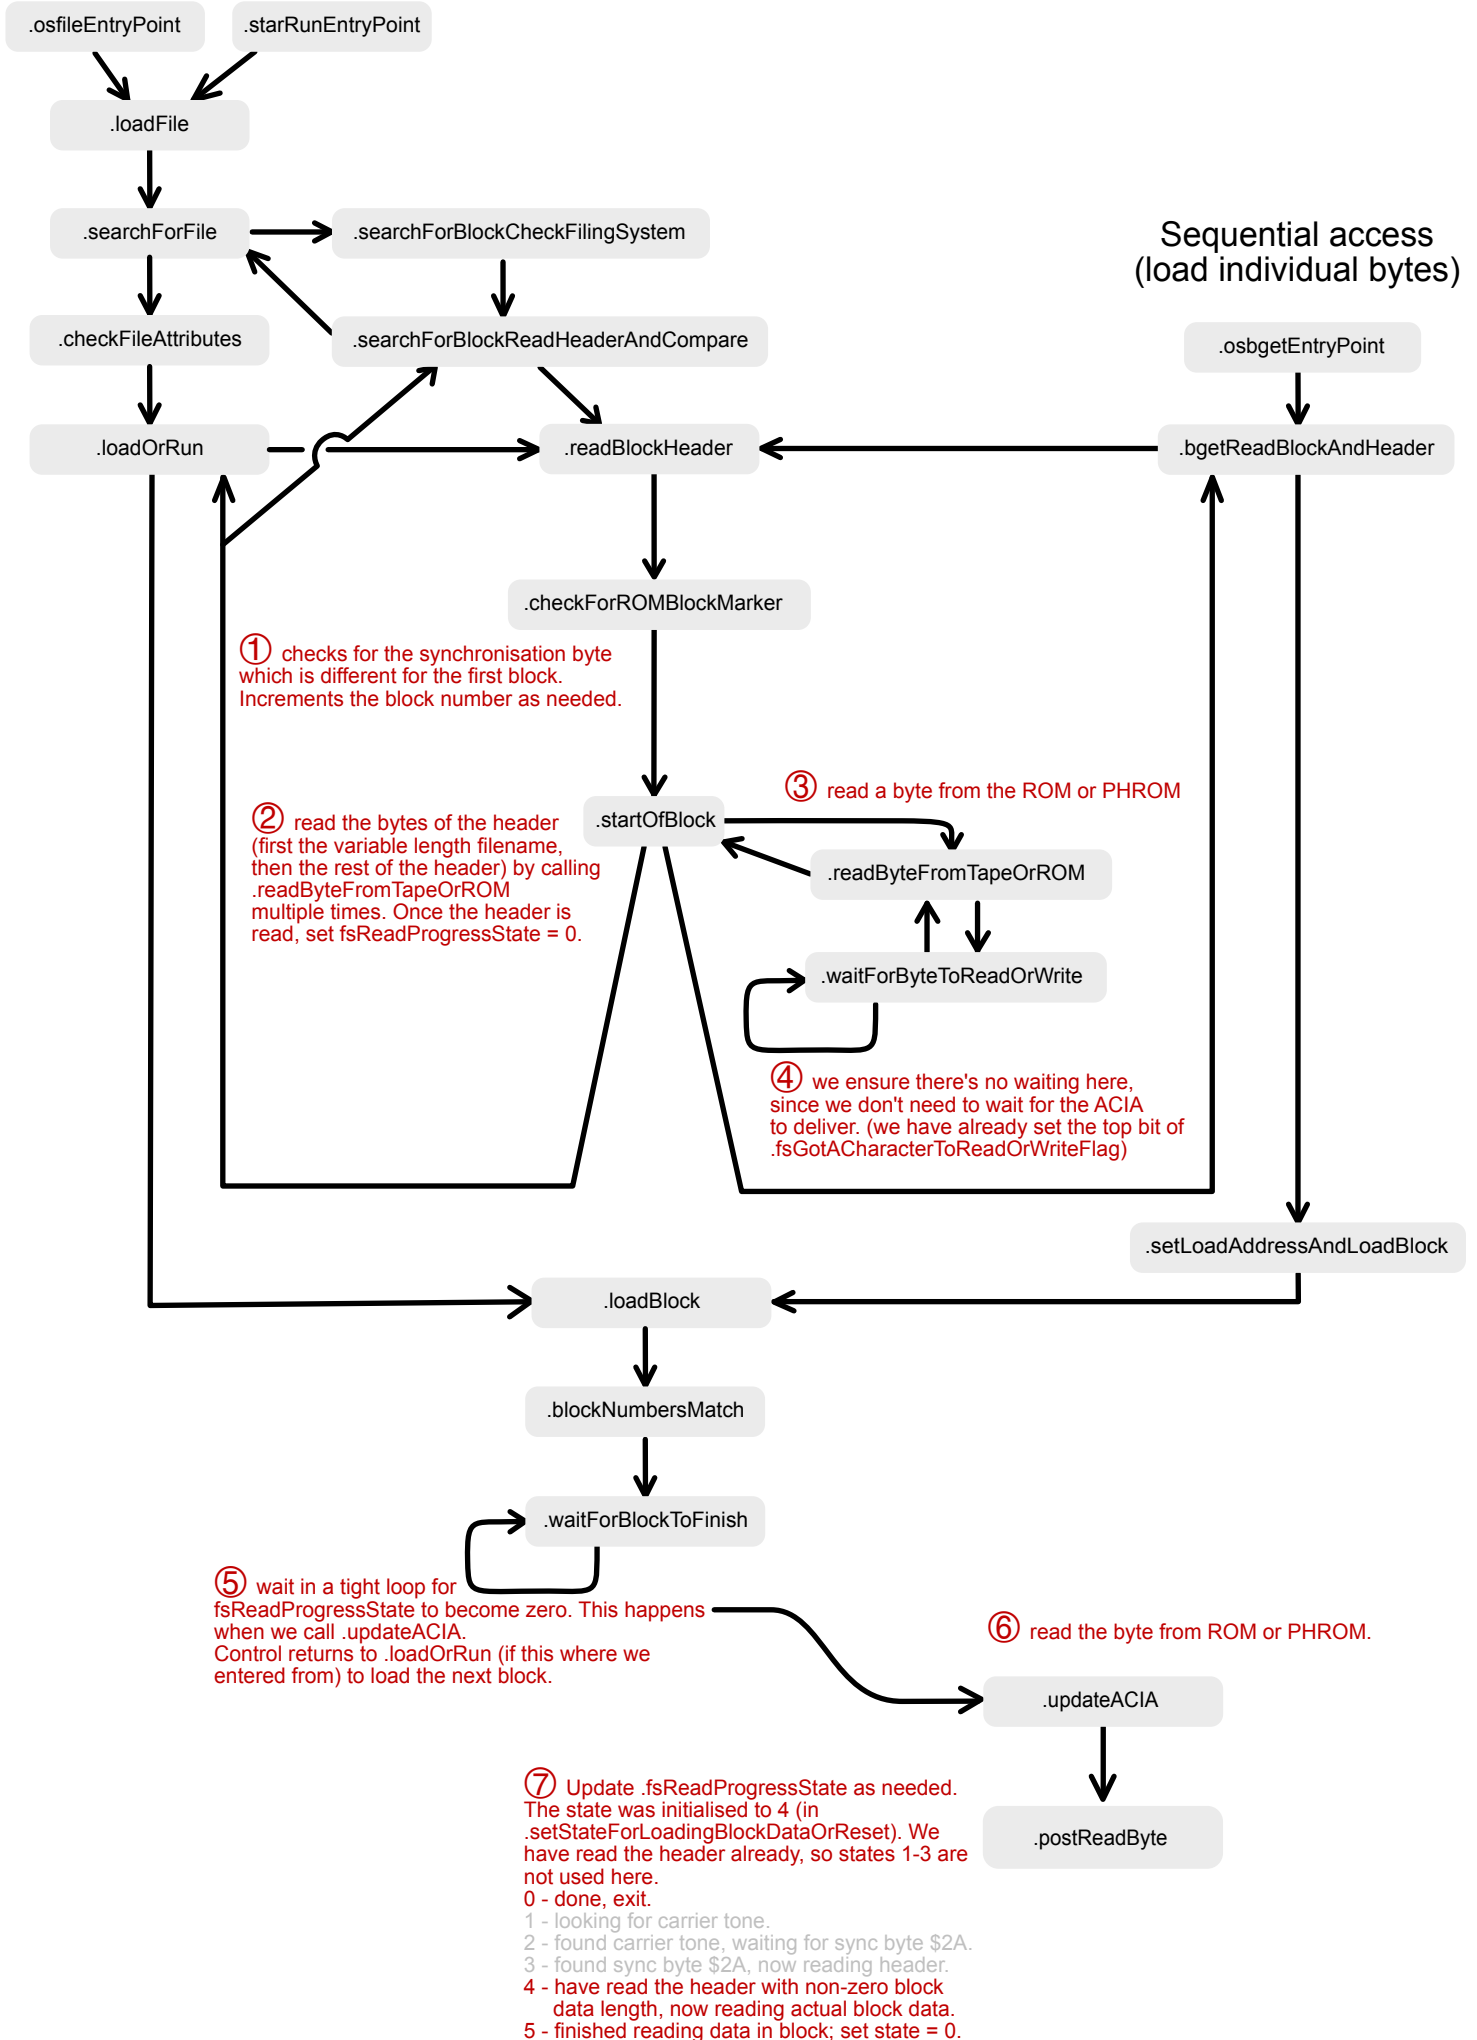 .osfileEntryPoint
.starRunEntryPoint
.loadFile
.searchForFile
.searchForBlockCheckFilingSystem
Sequential access
(load individual bytes)
.checkFileAttributes
.searchForBlockReadHeaderAndCompare
.osbgetEntryPoint
.loadOrRun
.readBlockHeader
.bgetReadBlockAndHeader
.checkForROMBlockMarker
① checks for the synchronisation byte
which is different for the first block.
Increments the block number as needed.
③ read a byte from the ROM or PHROM
.startOfBlock
② read the bytes of the header
(first the variable length filename,
then the rest of the header) by calling
.readByteFromTapeOrROM
multiple times. Once the header is
read, set fsReadProgressState = 0.
.readByteFromTapeOrROM
.waitForByteToReadOrWrite
④ we ensure there's no waiting here,
since we don't need to wait for the ACIA
to deliver. (we have already set the top bit of
.fsGotACharacterToReadOrWriteFlag)
.setLoadAddressAndLoadBlock
.loadBlock
.blockNumbersMatch
.waitForBlockToFinish
⑤ wait in a tight loop for
fsReadProgressState to become zero. This happens
when we call .updateACIA.
Control returns to .loadOrRun (if this where we
entered from) to load the next block.
⑥ read the byte from ROM or PHROM.
.updateACIA
⑦ Update .fsReadProgressState as needed.
The state was initialised to 4 (in
.setStateForLoadingBlockDataOrReset). We
have read the header already, so states 1-3 are
not used here.
0 - done, exit.
1 - looking for carrier tone.
2 - found carrier tone, waiting for sync byte $2A.
3 - found sync byte $2A, now reading header.
4 - have read the header with non-zero block
data length, now reading actual block data.
5 - finished reading data in block; set state = 0.
.postReadByte